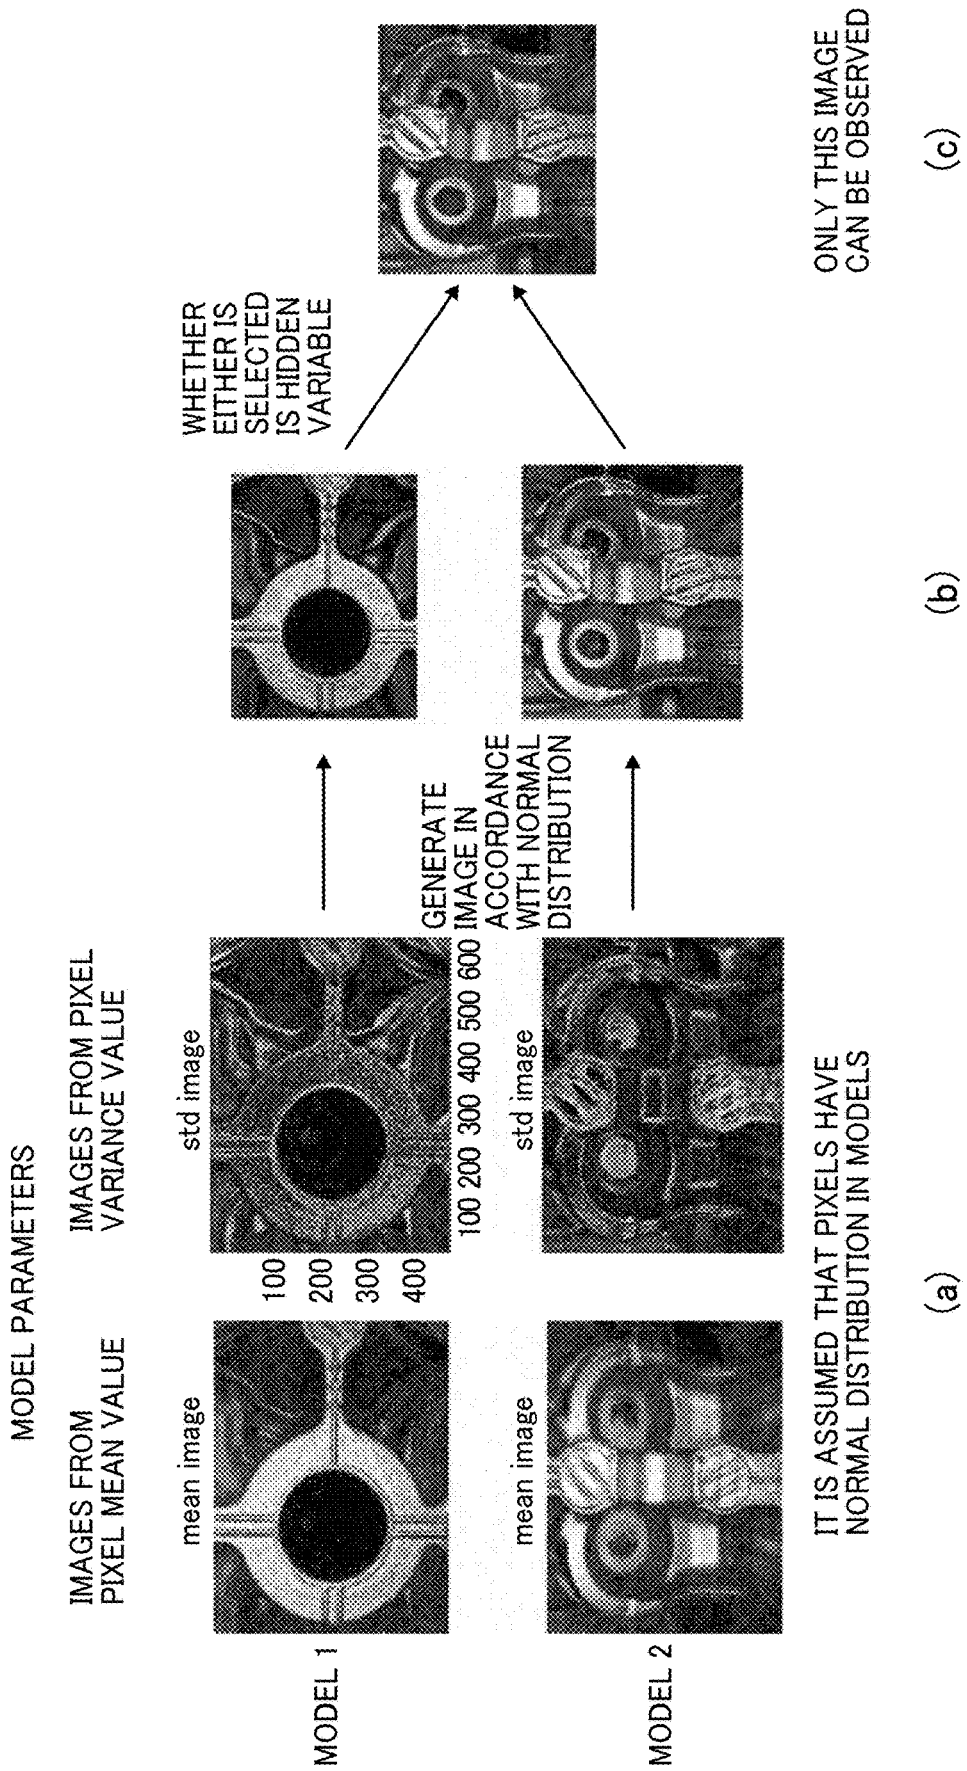 MODEL PARAMETERS
IMAGES FROM
PIXEL MEAN VALUE
IMAGES FROM PIXEL
VARIANCE VALUE
mean image
std image
MODEL 1
100
200
300
400
100 200 300 400 500 600
GENERATE
IMAGE IN
ACCORDANCE
WITH NORMAL
DISTRIBUTION
WHETHER
EITHER IS
SELECTED
IS HIDDEN
VARIABLE
mean image
std image
MODEL 2
IT IS ASSUMED THAT PIXELS HAVE
NORMAL DISTRIBUTION IN MODELS
ONLY THIS IMAGE
CAN BE OBSERVED
(a)
(b)
(c)